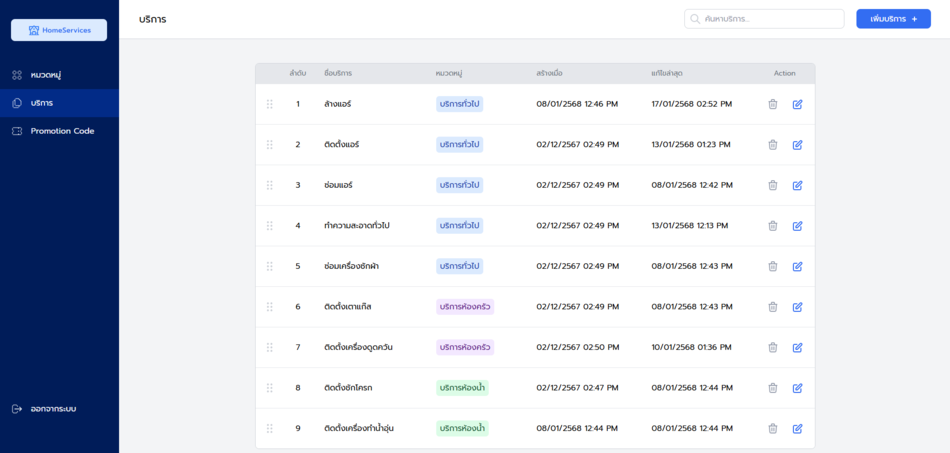 HomeServices
หมวดหมู่
บริการ
Promotion Code
ออกจากระบบ
บริการ
ค้นหาบริการ..
เพิ่มบริการ +
ลำดับ ชื่อบริการ หมวดหมู่ สร้างเมื่อ แก้ไขล่าสุด Action
1 ล้างแอร์ บริการทั่วไป 08/01/2568 12:46 PM 17/01/2568 02:52 PM
2 ติดตั้งแอร์ บริการทั่วไป 02/12/2567 02:49 PM 13/01/2568 01:23 PM
3 ซ่อมแอร์ บริการทั่วไป 02/12/2567 02:49 PM 08/01/2568 12:42 PM
4 ทำความสะอาดทั่วไป บริการทั่วไป 02/12/2567 02:49 PM 13/01/2568 12:13 PM
5 ซ่อมเครื่องซักผ้า บริการทั่วไป 02/12/2567 02:49 PM 08/01/2568 12:43 PM
6 ติดตั้งเตาแก๊ส บริการห้องครัว 02/12/2567 02:49 PM 08/01/2568 12:43 PM
7 ติดตั้งเครื่องดูดควัน บริการห้องครัว 02/12/2567 02:50 PM 10/01/2568 01:36 PM
8 ติดตั้งชักโครก บริการห้องน้ำ 02/12/2567 02:47 PM 08/01/2568 12:44 PM
9 ติดตั้งเครื่องทำน้ำอุ่น บริการห้องน้ำ 08/01/2568 12:44 PM 08/01/2568 12:44 PM